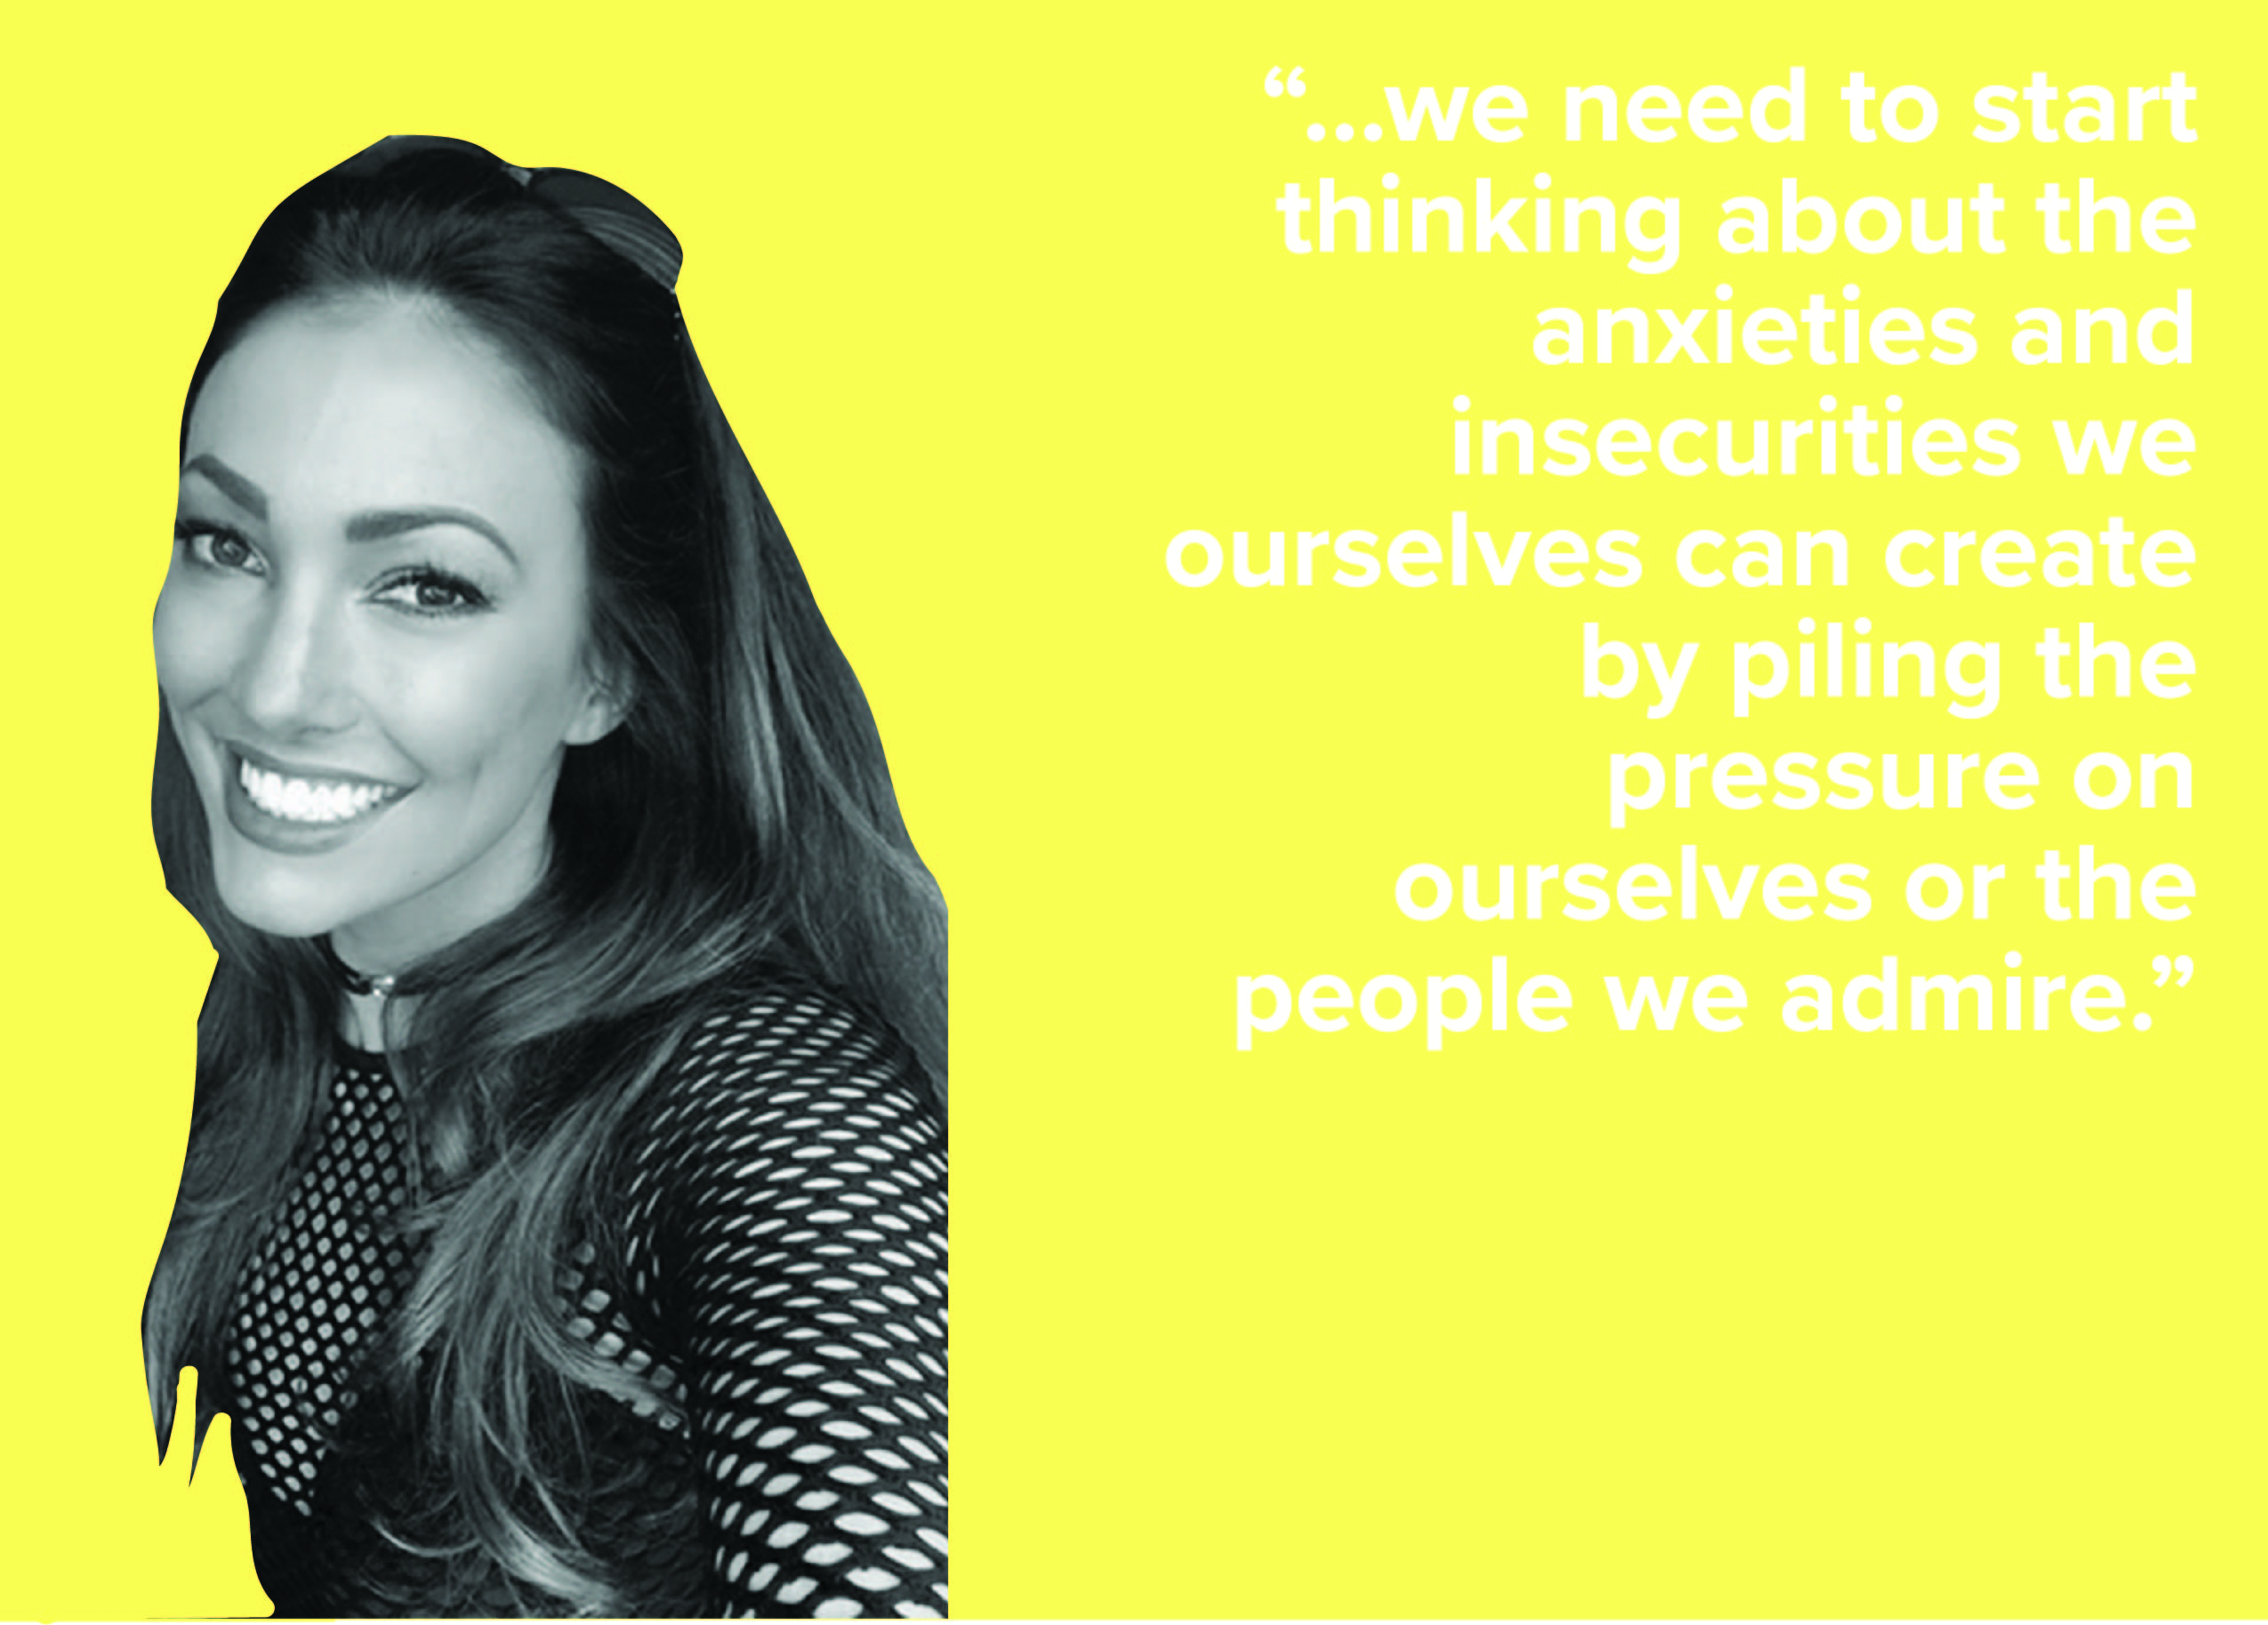 “...we need to start
thinking about the
anxieties and
insecurities we
ourselves can create
by piling the
pressure on
ourselves or the
people we admire.”